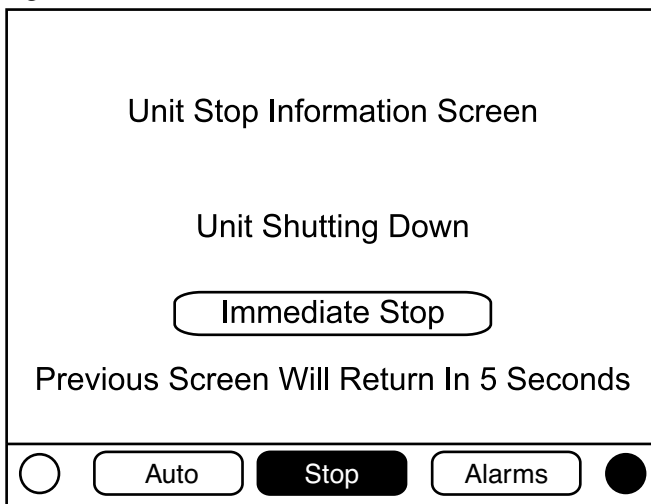 Unit Stop Information Screen
Unit Shutting Down
Immediate Stop
Previous Screen Will Return In 5 Seconds
Auto Stop Alarms